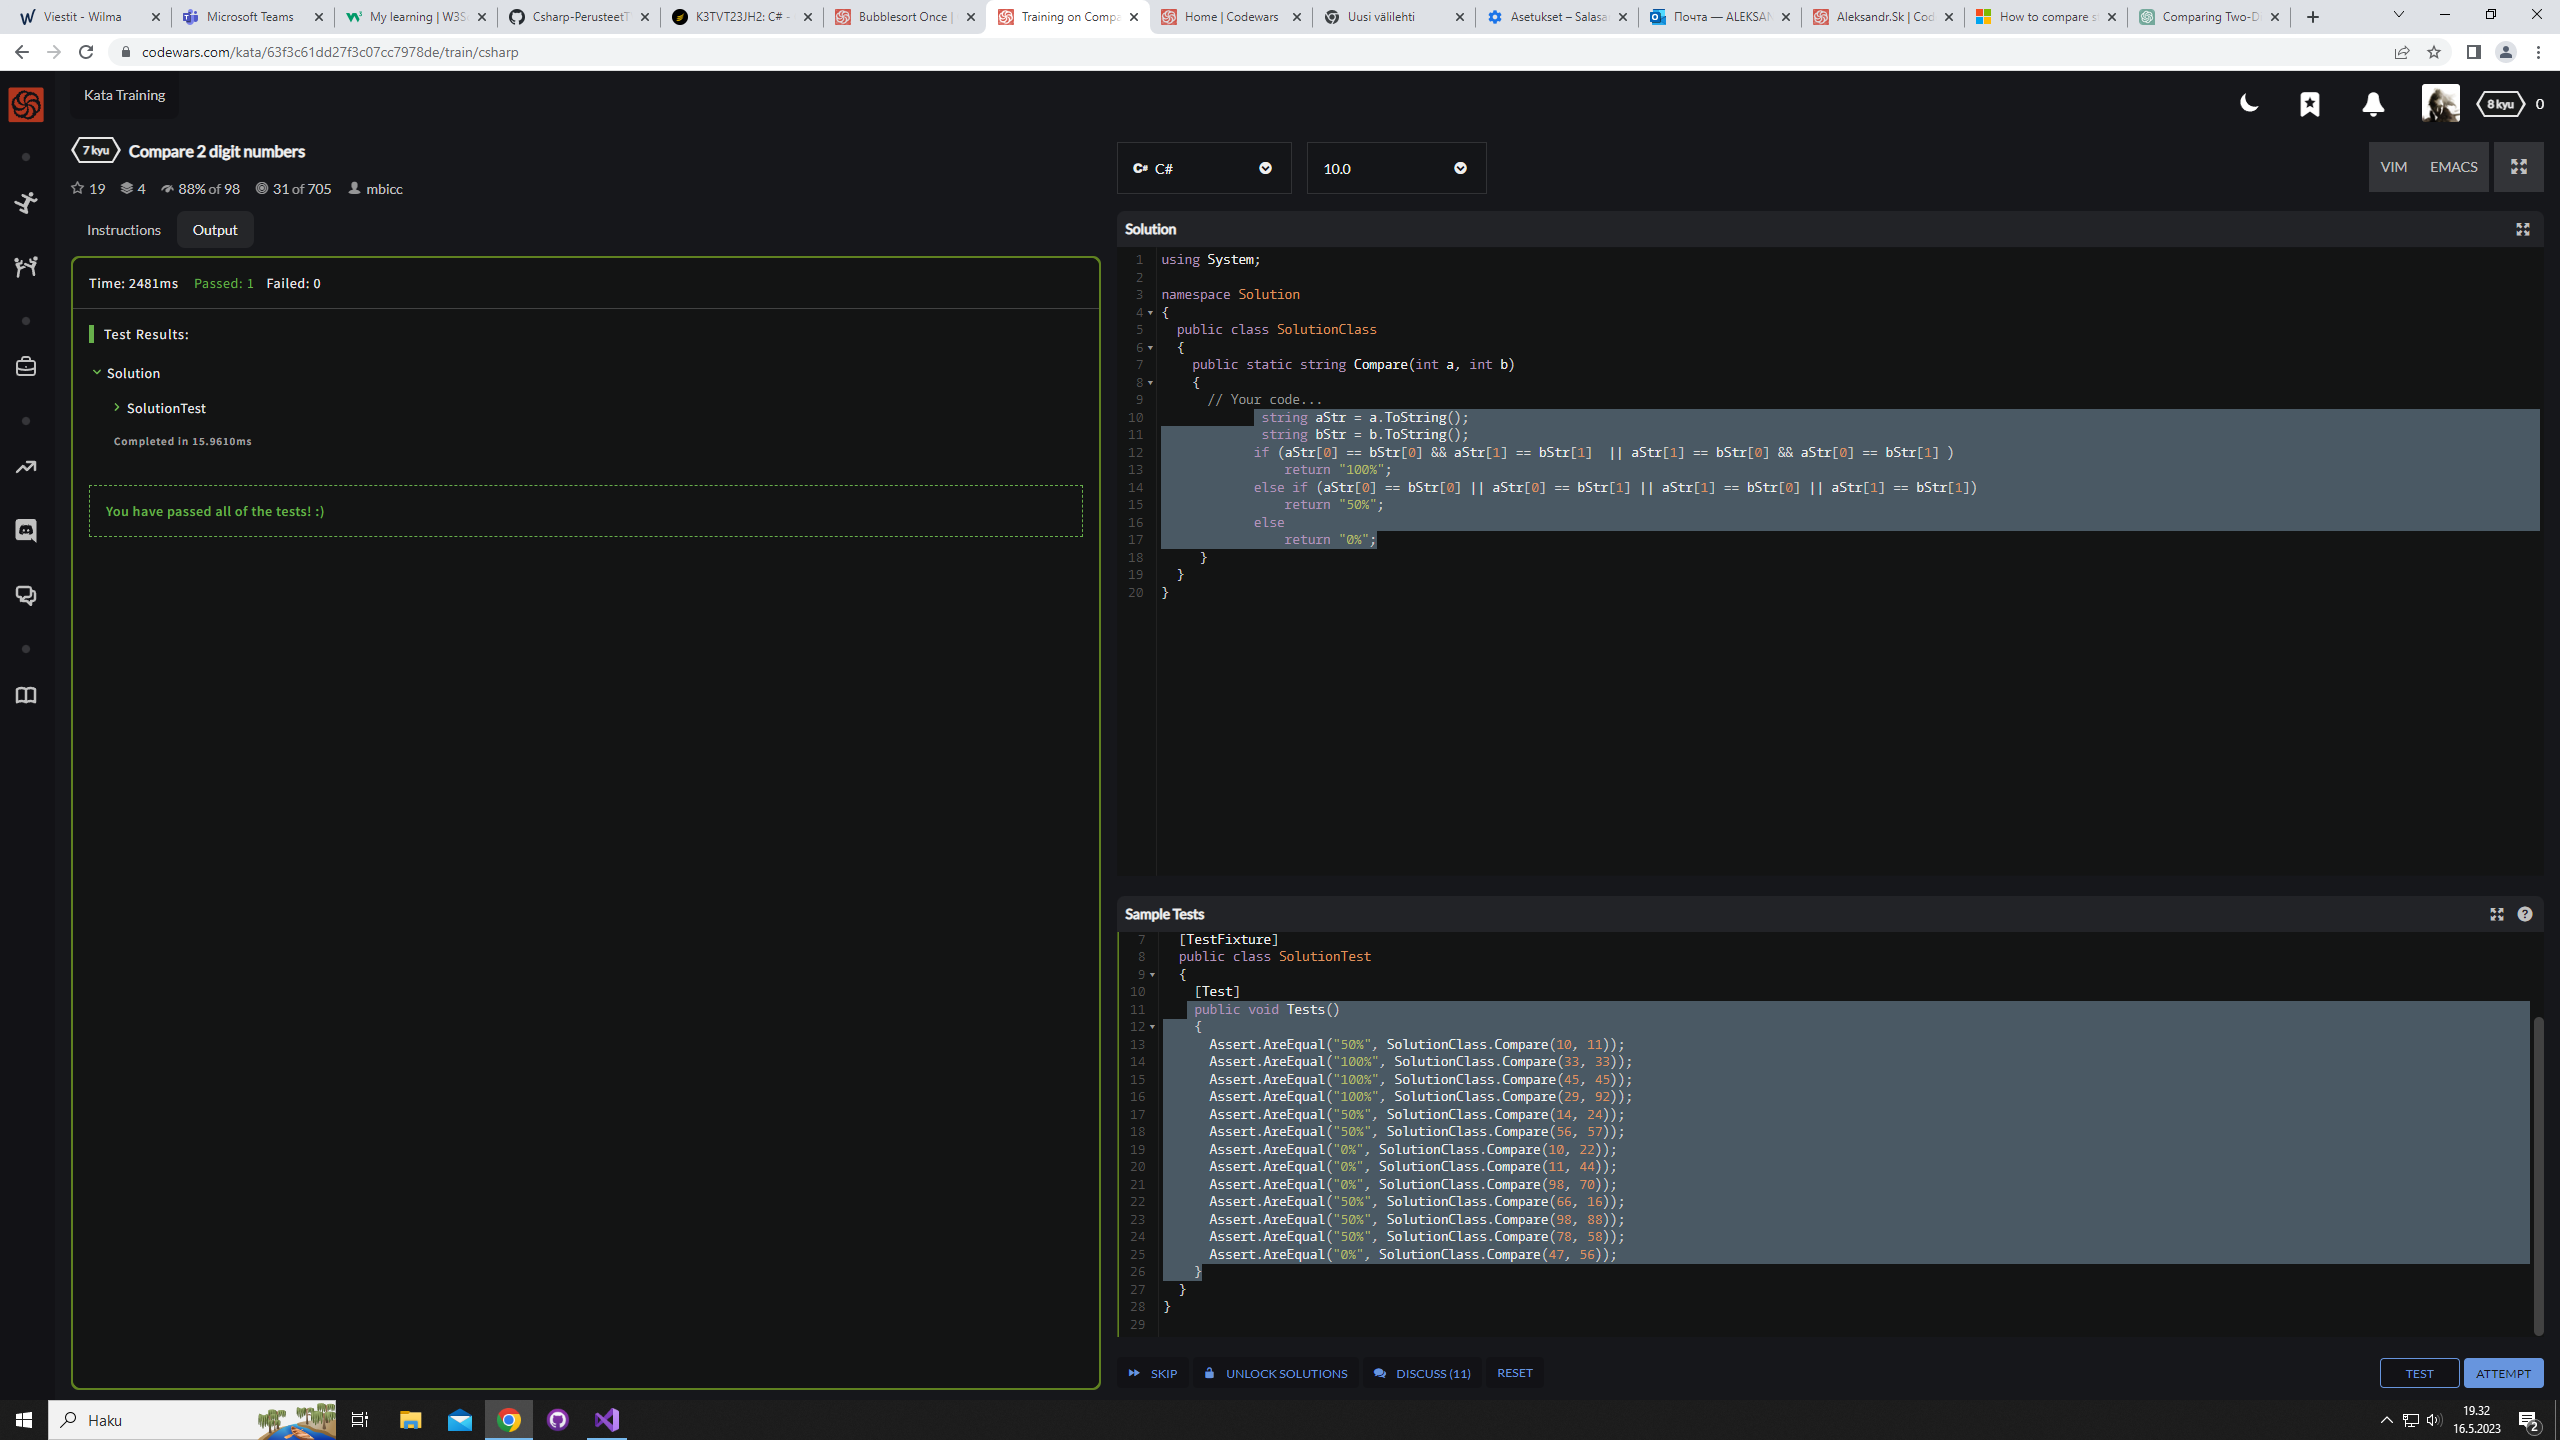 Viestit - Wilma
Microsoft Teams
My learning | W3S
Csharp-PerusteetT
K3TVT23JH2: C# -
Bubblesort Once |
Training on Compa
Home | Codewars
Uusi välilehti
Asetukset – Salasa
Почта — ALEKSAN
Aleksandr.Sk | Cod
How to compare s
Comparing Two-D
codewars.com/kata/63f3c61dd27f3c07cc7978de/train/csharp
Kata Training
8 kyu
0
7 kyu
Compare 2 digit numbers
19
4
88% of 98
31 of 705
mbicc
C#
10.0
VIM
EMACS
Instructions
Output
Time: 2481ms Passed: 1 Failed: 0
Test Results:
Solution
SolutionTest
Completed in 15.9610ms
You have passed all of the tests! :)
Solution
1 using System;
2
3 namespace Solution
4 {
5 public class SolutionClass
6 {
7 public static string Compare(int a, int b)
8 {
9 // Your code...
10 string aStr = a.ToString();
11 string bStr = b.ToString();
12 if (aStr[0] == bStr[0] && aStr[1] == bStr[1] || aStr[1] == bStr[0] && aStr[0] == bStr[1] )
13 return "100%";
14 else if (aStr[0] == bStr[0] || aStr[0] == bStr[1] || aStr[1] == bStr[0] || aStr[1] == bStr[1])
15 return "50%";
16 else
17 return "0%";
18 }
19 }
20 }
Sample Tests
7 [TestFixture]
8 public class SolutionTest
9 {
10 [Test]
11 public void Tests()
12 {
13 Assert.AreEqual("50%", SolutionClass.Compare(10, 11));
14 Assert.AreEqual("100%", SolutionClass.Compare(33, 33));
15 Assert.AreEqual("100%", SolutionClass.Compare(45, 45));
16 Assert.AreEqual("100%", SolutionClass.Compare(29, 92));
17 Assert.AreEqual("50%", SolutionClass.Compare(14, 24));
18 Assert.AreEqual("50%", SolutionClass.Compare(56, 57));
19 Assert.AreEqual("0%", SolutionClass.Compare(10, 22));
20 Assert.AreEqual("0%", SolutionClass.Compare(11, 44));
21 Assert.AreEqual("0%", SolutionClass.Compare(98, 70));
22 Assert.AreEqual("50%", SolutionClass.Compare(66, 16));
23 Assert.AreEqual("50%", SolutionClass.Compare(98, 88));
24 Assert.AreEqual("50%", SolutionClass.Compare(78, 58));
25 Assert.AreEqual("0%", SolutionClass.Compare(47, 56));
26 }
27 }
28 }
29
SKIP
UNLOCK SOLUTIONS
DISCUSS (11)
RESET
TEST
ATTEMPT
Haku
19.32
16.5.2023
2